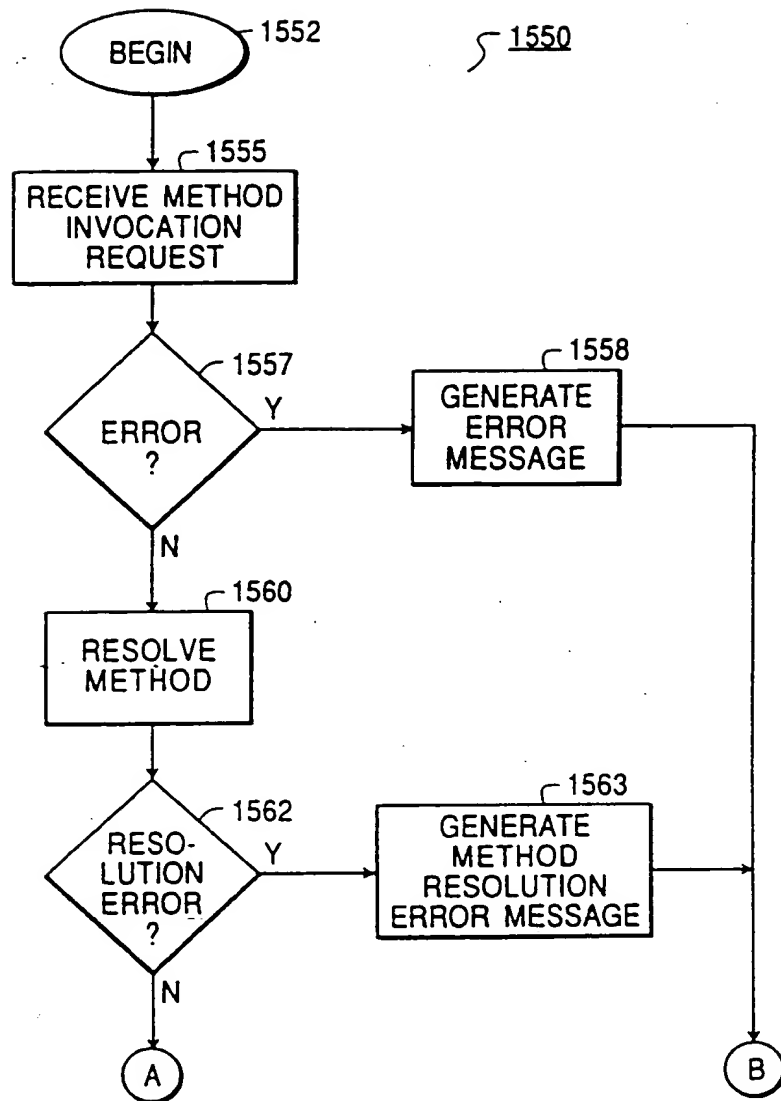 BEGIN
1552
1550
1555
RECEIVE METHOD
INVOCATION
REQUEST
1557
ERROR
?
Y
N
1558
GENERATE
ERROR
MESSAGE
1560
RESOLVE
METHOD
1562
RESO-
LUTION
ERROR
?
Y
N
1563
GENERATE
METHOD
RESOLUTION
ERROR MESSAGE
A
B